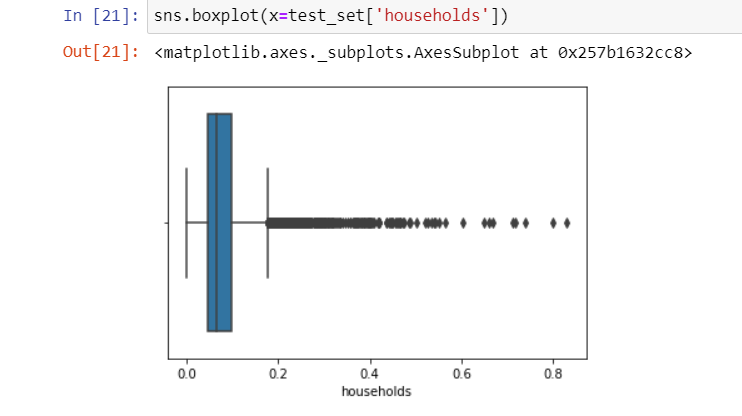 In [21]: sns.boxplot(x=test_set['households'])
Out[21]: <matplotlib.axes._subplots.AxesSubplot at 0x257b1632cc8>
0.0 0.2 0.4 0.6 0.8
households